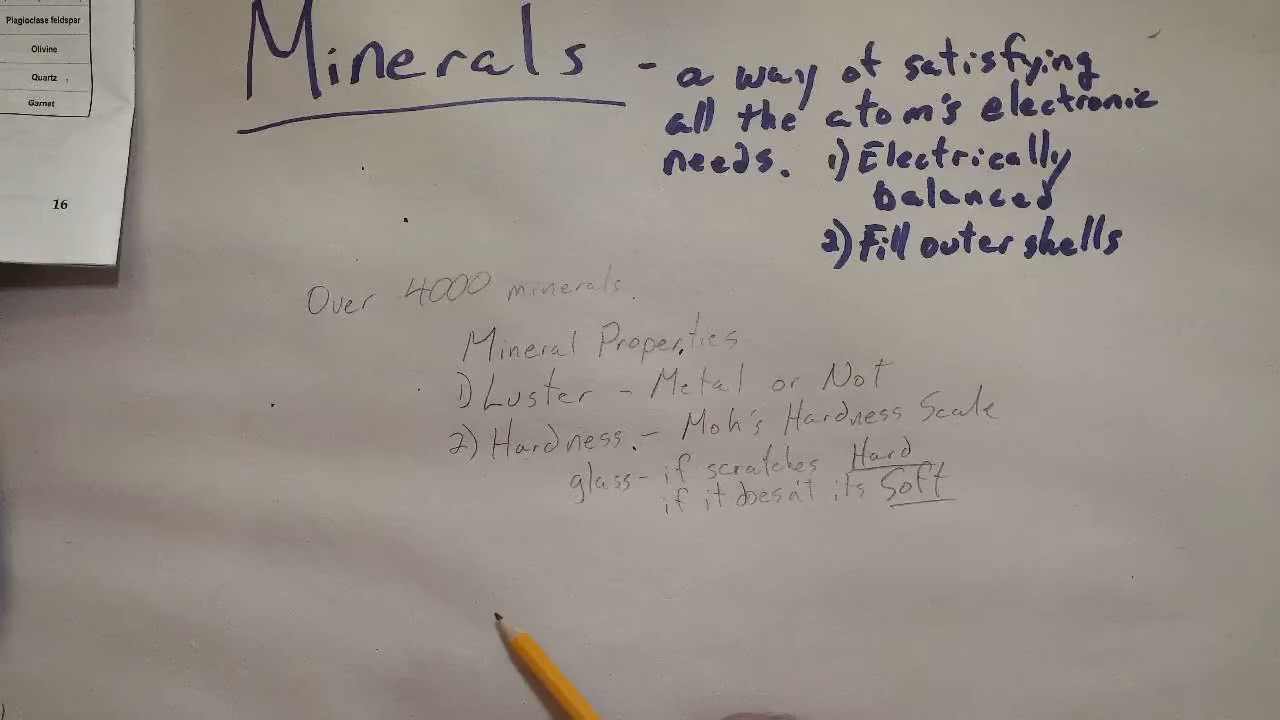 Plagioclase feldspar
Olivine
Quartz
Garnet
16
Minerals - a way of satisfying
all the atom's electronic
needs. 1) Electrically
balanced
2) Fill outer shells
Over 4000 minerals.
Mineral Properties
1) Luster - Metal or Not
2) Hardness. - Moh's Hardness Scale
glass - if scratches Hard
if it doesn't its Soft